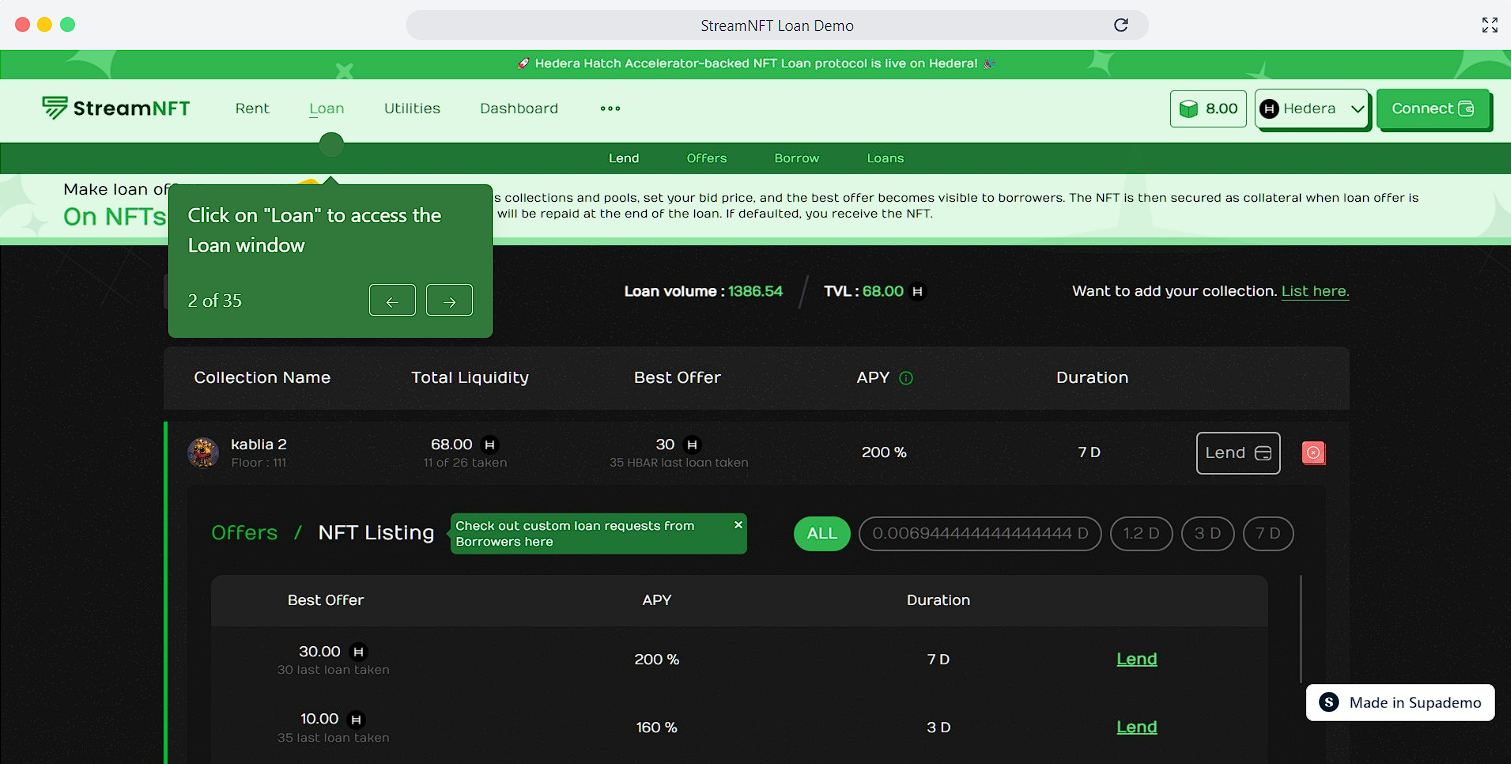 StreamNFT Loan Demo
🚀 Hedera Hatch Accelerator-backed NFT Loan protocol is live on Hedera! 🎉
StreamNFT
Rent
Loan
Utilities
Dashboard
•••
8.00
Hedera
Connect
Lend
Offers
Borrow
Loans
Make loan of
On NFTs
s collections and pools, set your bid price, and the best offer becomes visible to borrowers. The NFT is then secured as collateral when loan offer is
will be repaid at the end of the loan. If defaulted, you receive the NFT.
Click on "Loan" to access the
Loan window
2 of 35
← →
Loan volume : 1386.54
TVL : 68.00 H
Want to add your collection. List here.
Collection Name
Total Liquidity
Best Offer
APY
Duration
kablia 2
Floor : 111
68.00 H
11 of 26 taken
30 H
35 HBAR last loan taken
200 %
7 D
Lend
Offers / NFT Listing
Check out custom loan requests from
Borrowers here
ALL
0.006944444444444444 D
1.2 D
3 D
7 D
Best Offer
APY
Duration
30.00 H
30 last loan taken
200 %
7 D
Lend
10.00 H
35 last loan taken
160 %
3 D
Lend
S Made in Supademo